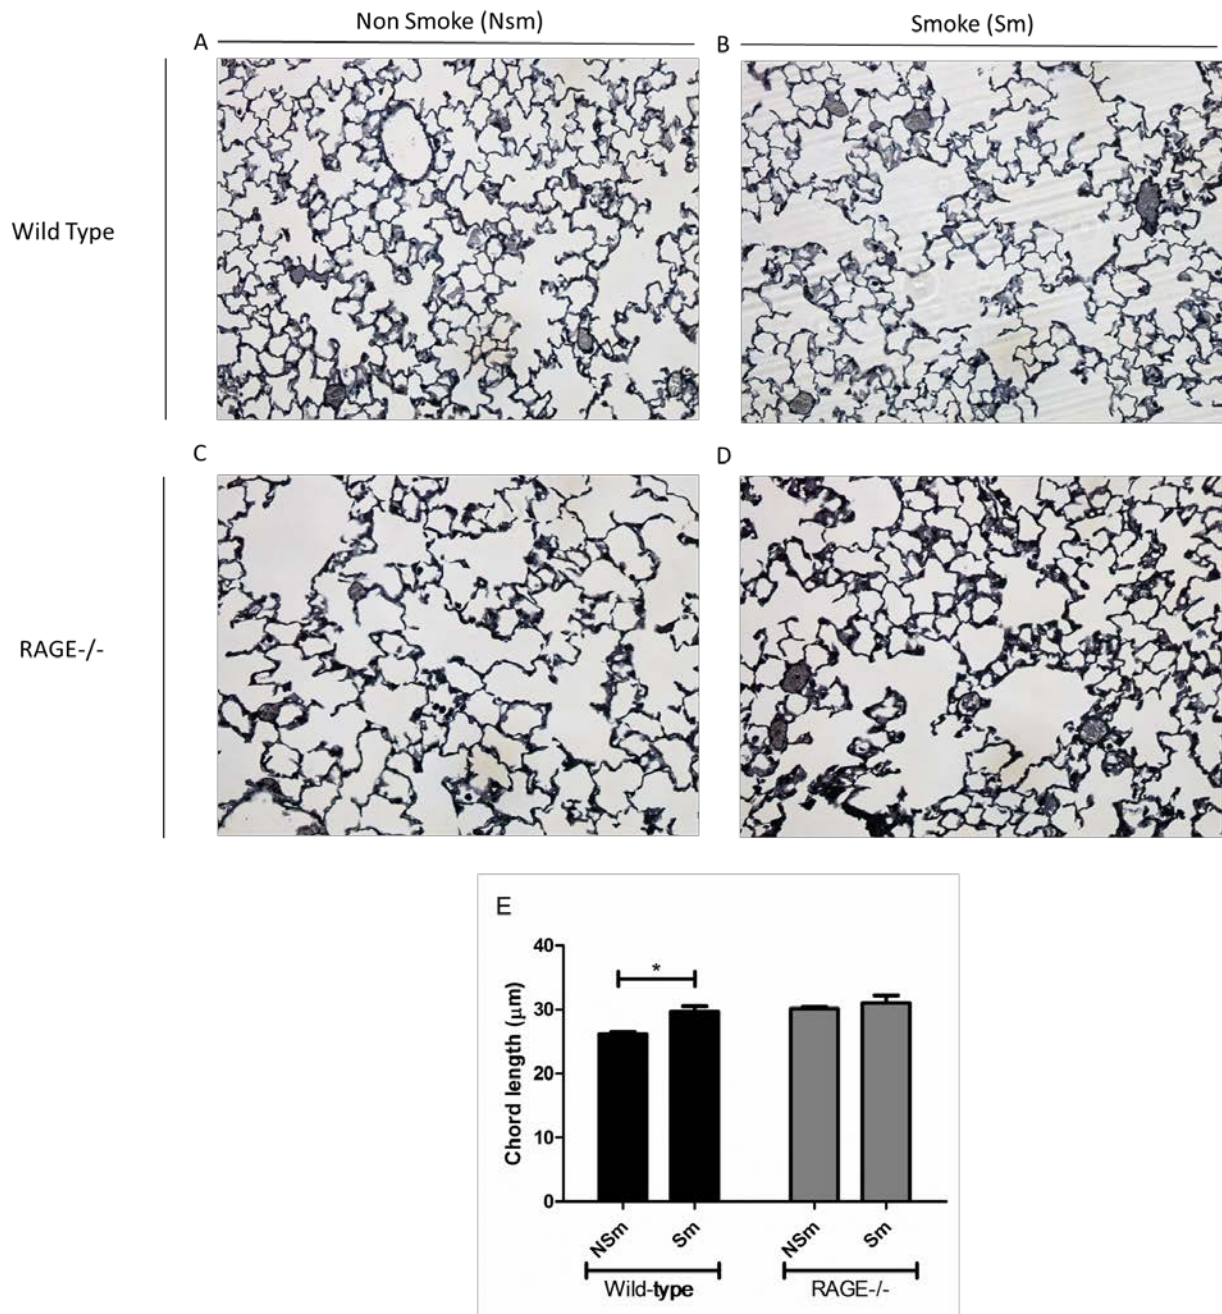 Non Smoke (Nsm)
Smoke (Sm)
A
B
Wild Type
C
D
RAGE-/-
E
40
30
20
10
0
Chord length (μm)
*
NSm
Sm
NSm
Sm
Wild-type
RAGE-/-